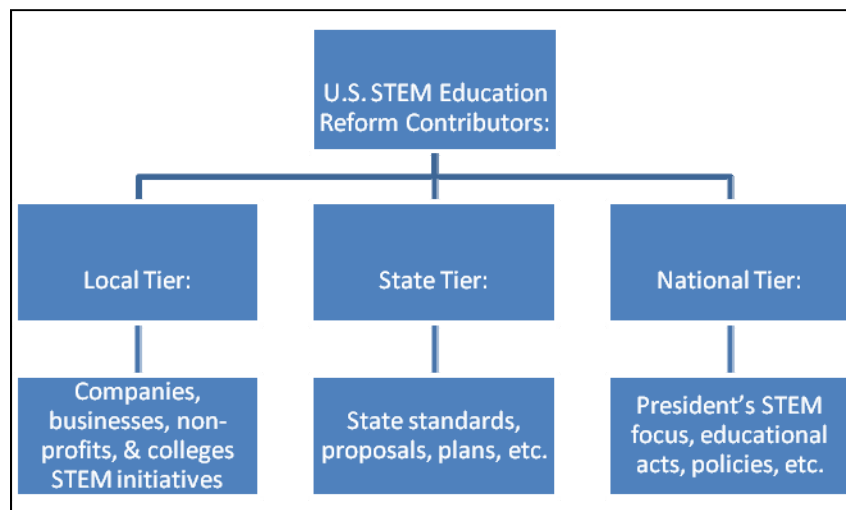 U.S. STEM Education
Reform Contributors:
Local Tier:
State Tier:
National Tier:
Companies,
businesses, non-
profits, & colleges
STEM initiatives
State standards,
proposals, plans, etc.
President's STEM
focus, educational
acts, policies, etc.